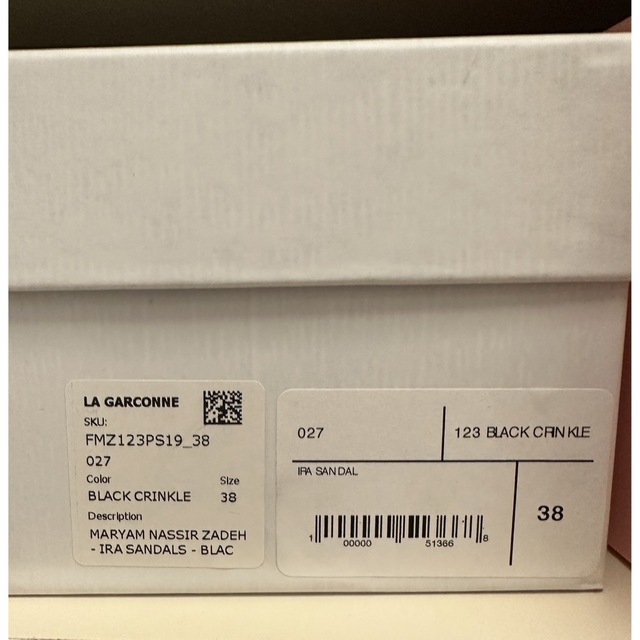 LA GARCONNE
SKU:
FMZ123PS19_38
027
Color Size
BLACK CRINKLE 38
Description
MARYAM NASSIR ZADEH
- IRA SANDALS - BLAC
027 123 BLACK CRINKLE
IRA SANDAL
38
1 00000 51366 8